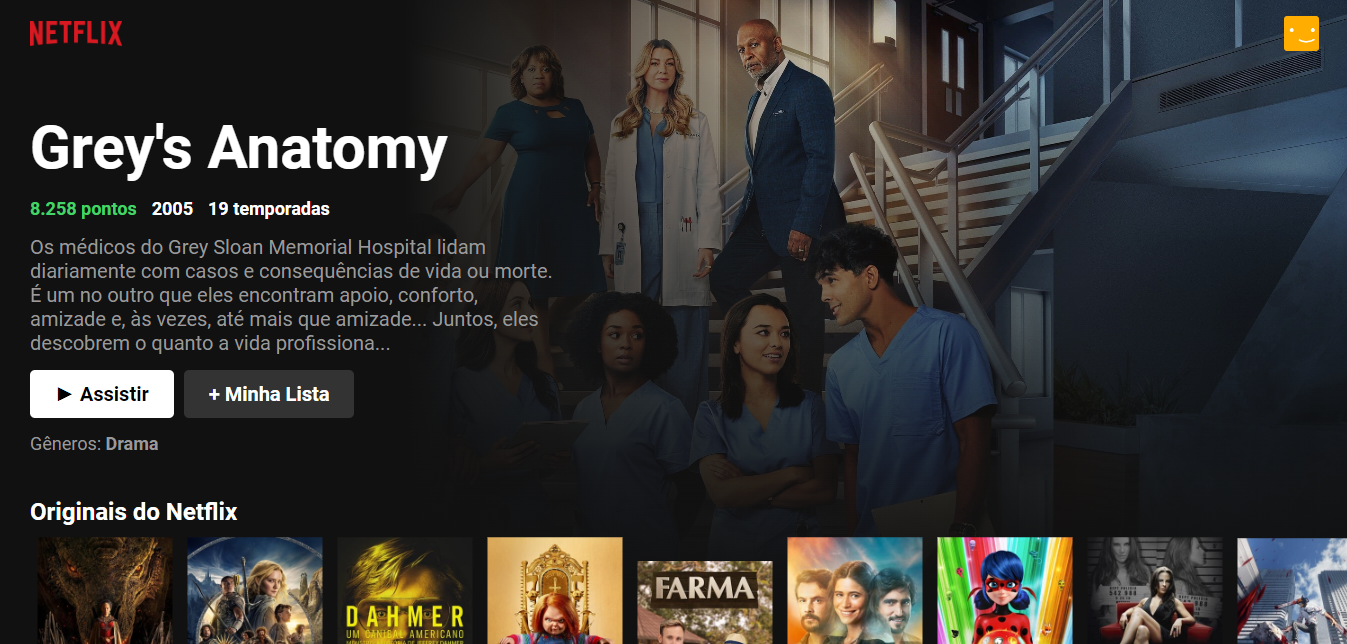 NETFLIX
Grey's Anatomy
8.258 pontos 2005 19 temporadas
Os médicos do Grey Sloan Memorial Hospital lidam
diariamente com casos e consequências de vida ou morte.
É um no outro que eles encontram apoio, conforto,
amizade e, às vezes, até mais que amizade... Juntos, eles
descobrem o quanto a vida profissiona...
► Assistir
+ Minha Lista
Gêneros: Drama
Originais do Netflix
DAHMER
UM CANIBAL AMERICANO
FARMA